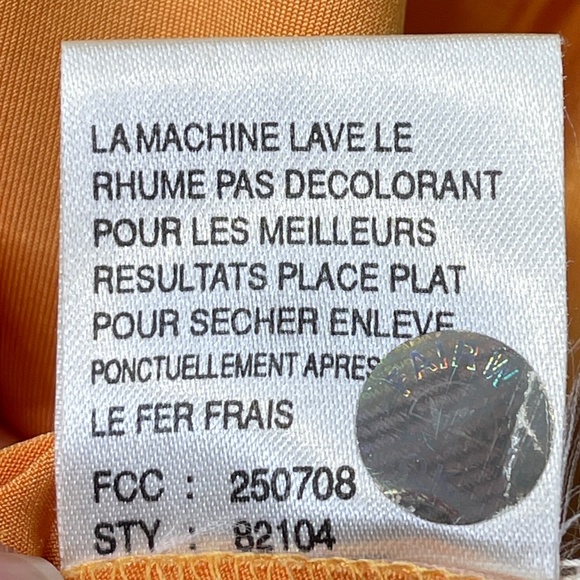 LA MACHINE LAVE LE
RHUME PAS DECOLORANT
POUR LES MEILLEURS
RESULTATS PLACE PLAT
POUR SECHER ENLEVE
PONCTUELLEMENT APRES
LE FER FRAIS
FCC : 250708
STY : 82104